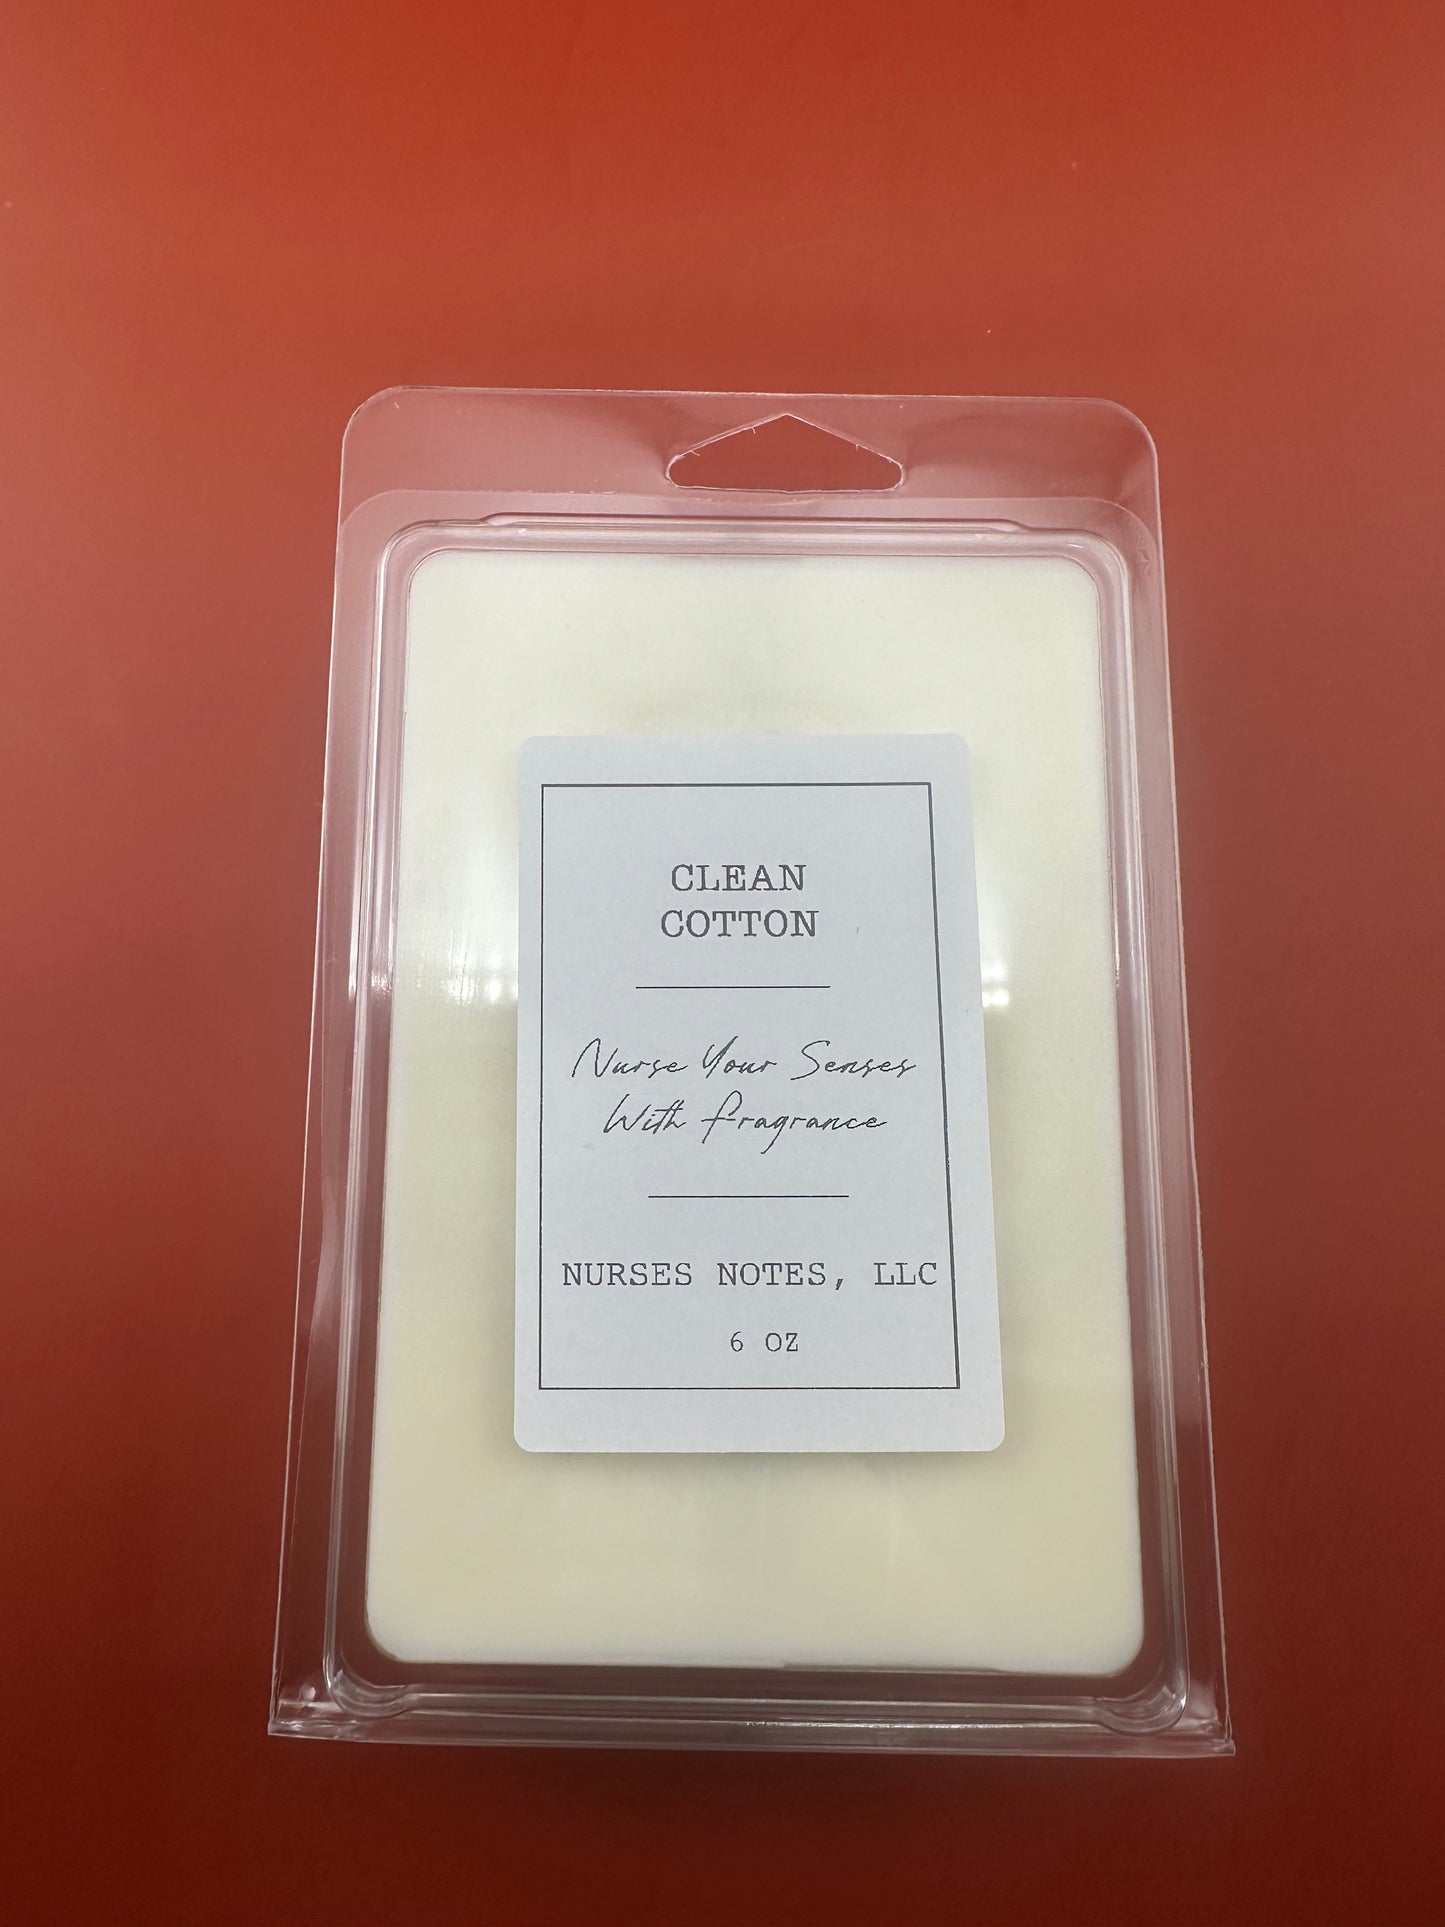 CLEAN
COTTON
Nurse Your Senses
With fragrance
NURSES NOTES, LLC
6 OZ